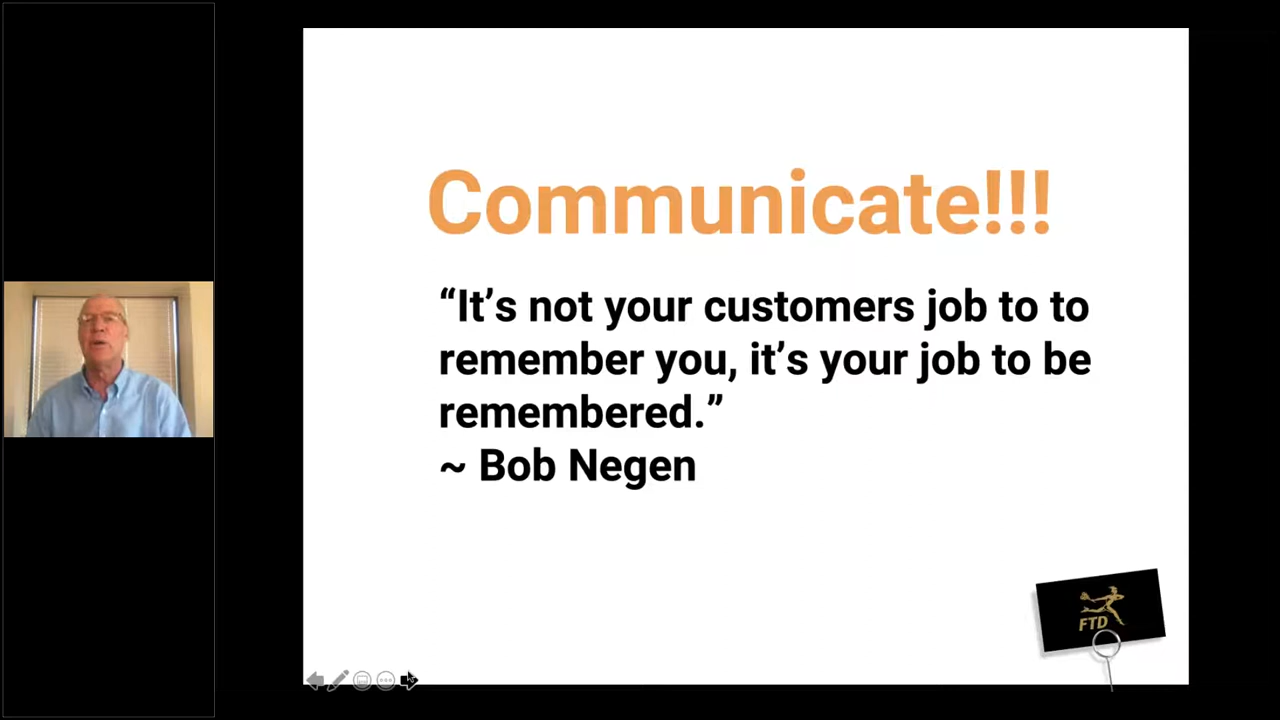 Communicate!!!
“It’s not your customers job to to
remember you, it’s your job to be
remembered.”
~ Bob Negen
FTD